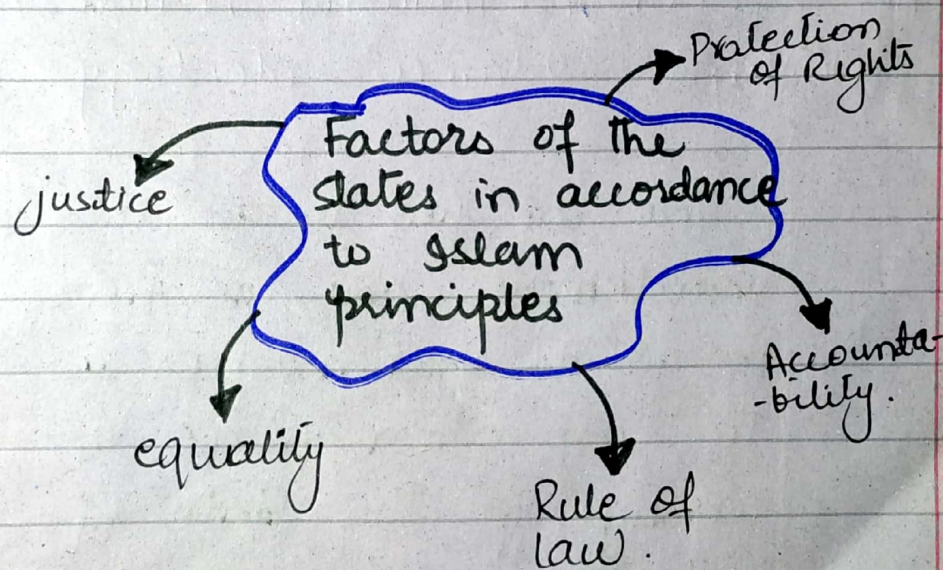 Factors of the
states in accordance
to Islam
principles
Protection
of Rights
justice
Accounta-
-bility.
equality
Rule of
law.